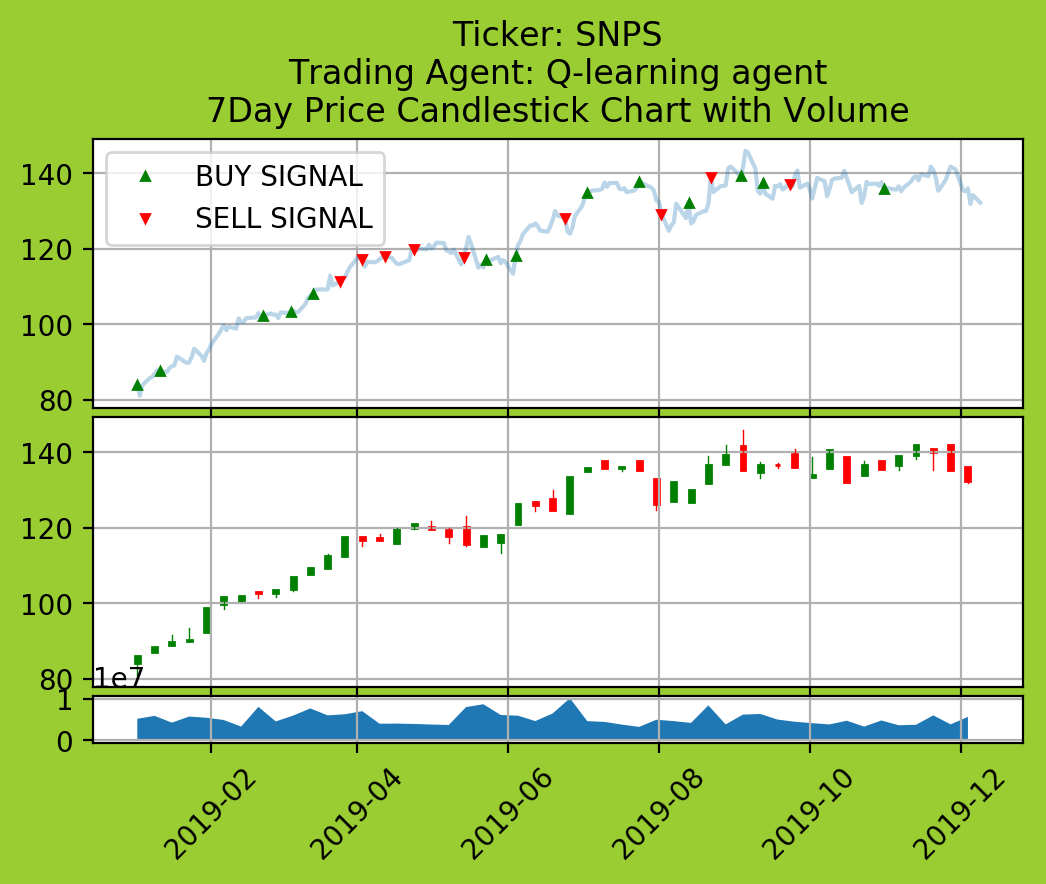 Ticker: SNPS
Trading Agent: Q-learning agent
7Day Price Candlestick Chart with Volume
140
120
100
80
BUY SIGNAL
SELL SIGNAL
140
120
100
80
1e7
1
0
2019-02
2019-04
2019-06
2019-08
2019-10
2019-12